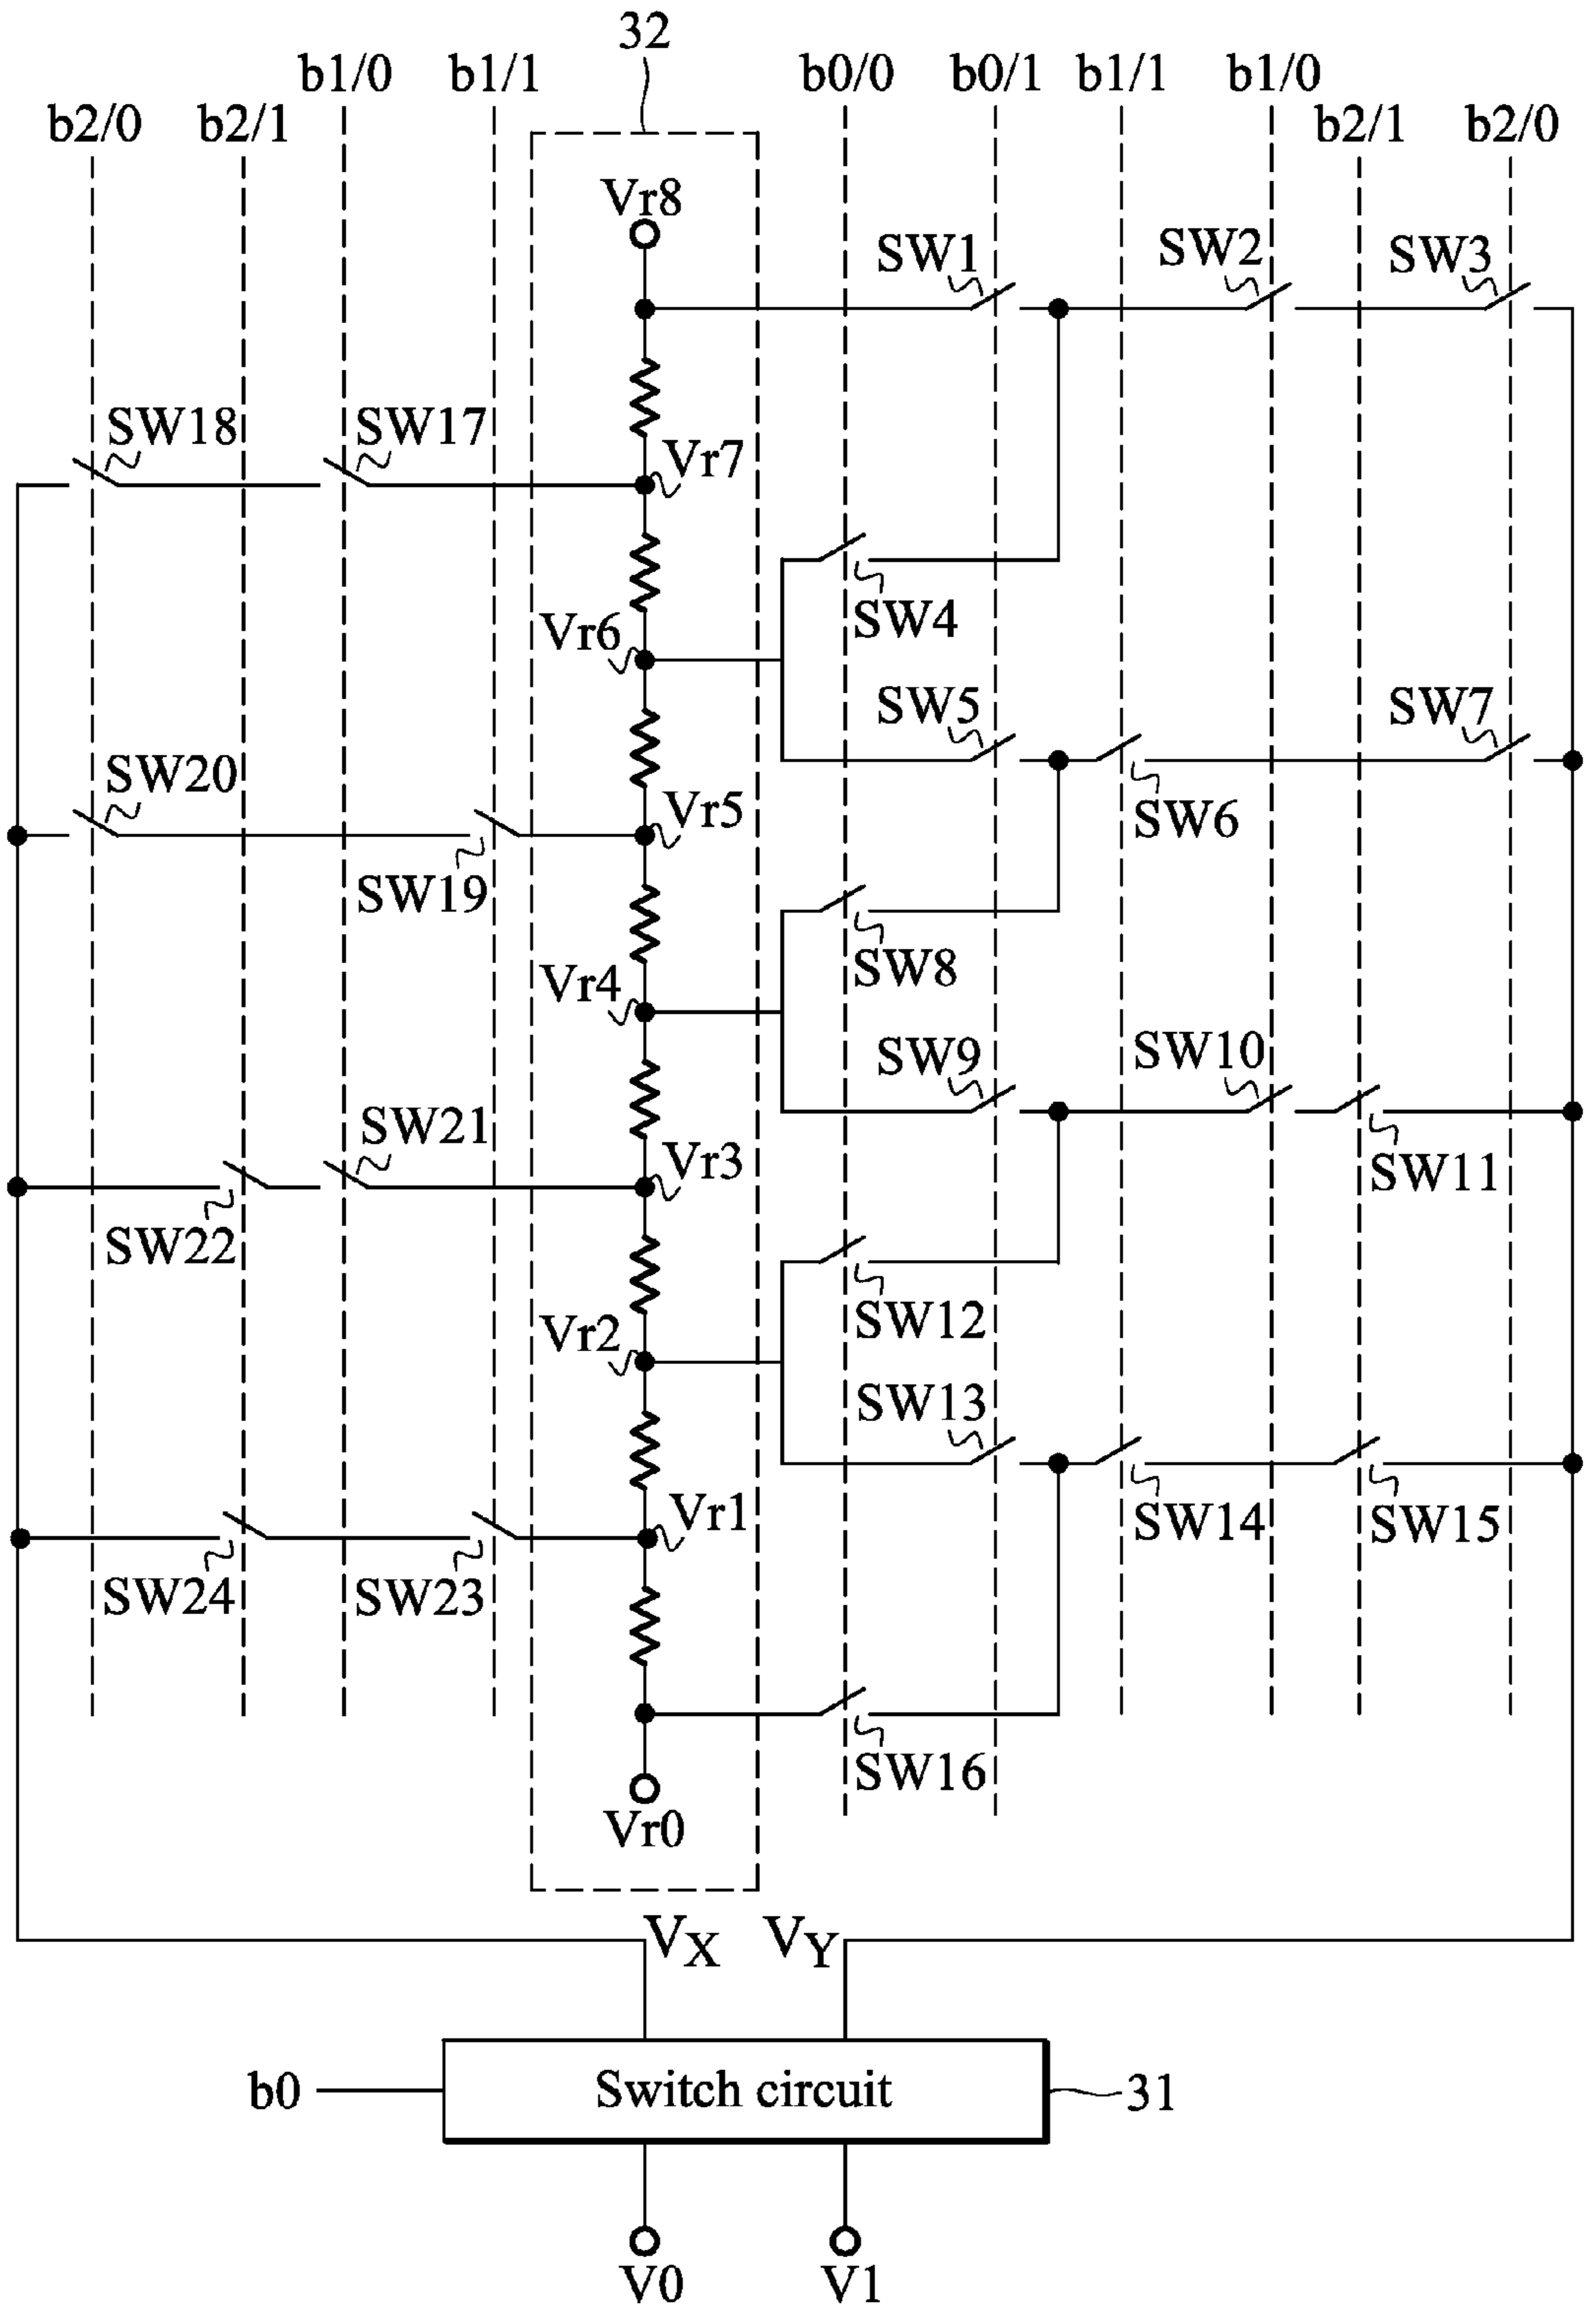 32
b1/0 b1/1 b0/0 b0/1 b1/1 b1/0
b2/0 b2/1 b2/1 b2/0
Vr8
SW1 SW2 SW3
SW18 SW17 Vr7
SW4
Vr6
SW5 SW7
SW20 Vr5 SW6
SW19
SW8
Vr4
SW9 SW10
SW21 Vr3 SW11
SW22
SW12
Vr2
SW13
Vr1 SW14 SW15
SW24 SW23
SW16
Vr0
VX VY
b0 Switch circuit 31
V0 V1